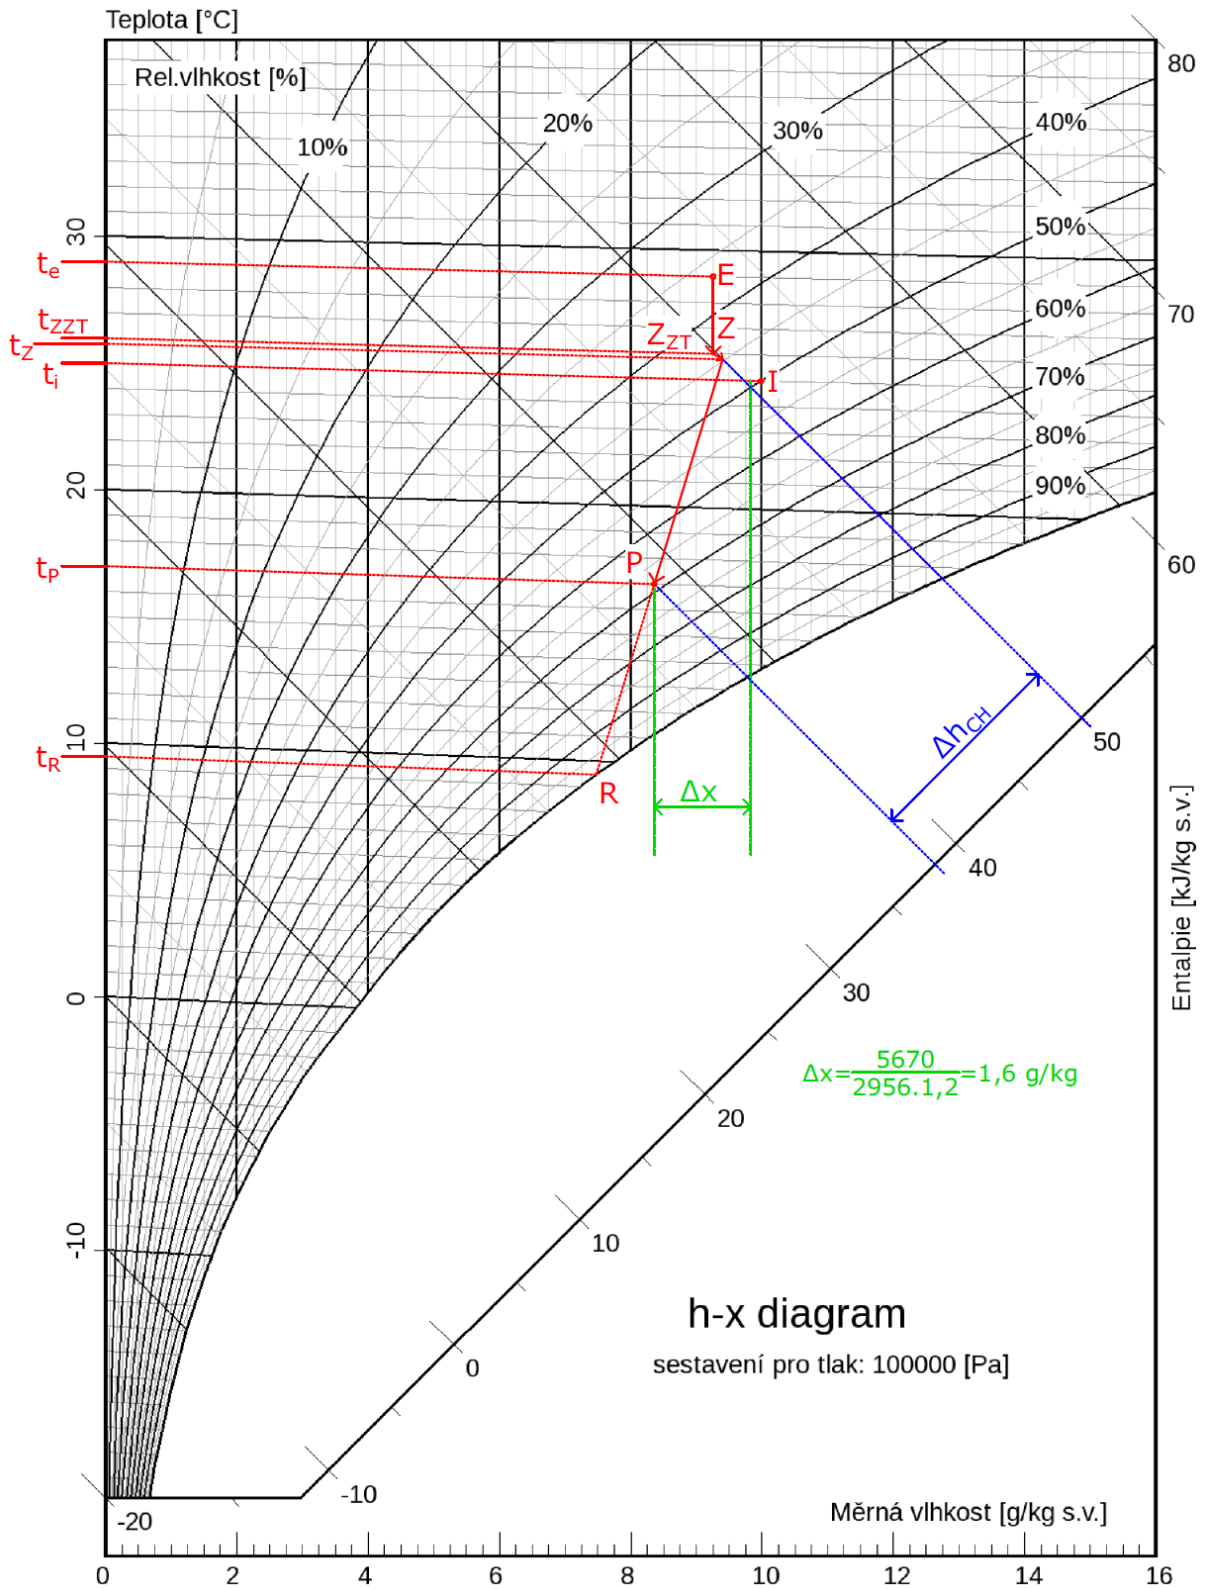 Teplota [°C]
Rel.vlhkost [%]
10%
20%
30%
40%
50%
60%
70%
80%
90%
80
70
60
50
40
30
20
10
0
-10
-20
30
20
10
0
-10
te
tZZT
tZ
ti
tP
tR
E
Z
ZZT
I
P
R
Δx
ΔhCH
Entalpie [kJ/kg s.v.]
Δx=5670/2956.1,2=1,6 g/kg
h-x diagram
sestavení pro tlak: 100000 [Pa]
Měrná vlhkost [g/kg s.v.]
0 2 4 6 8 10 12 14 16